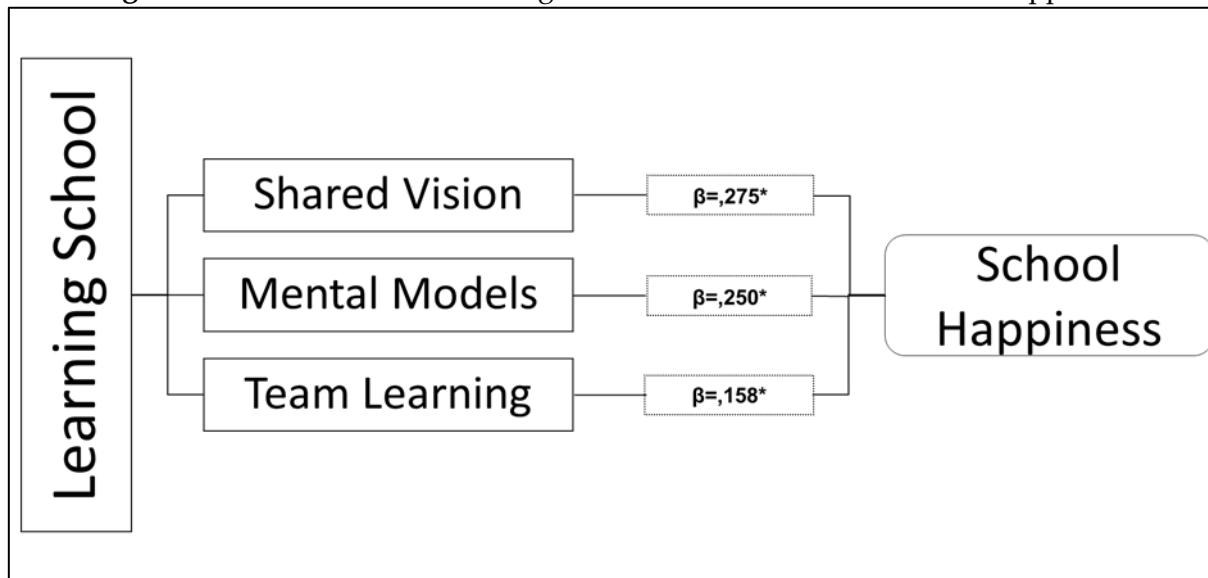 Learning School
Shared Vision
β=,275*
Mental Models
β=,250*
Team Learning
β=,158*
School
Happiness